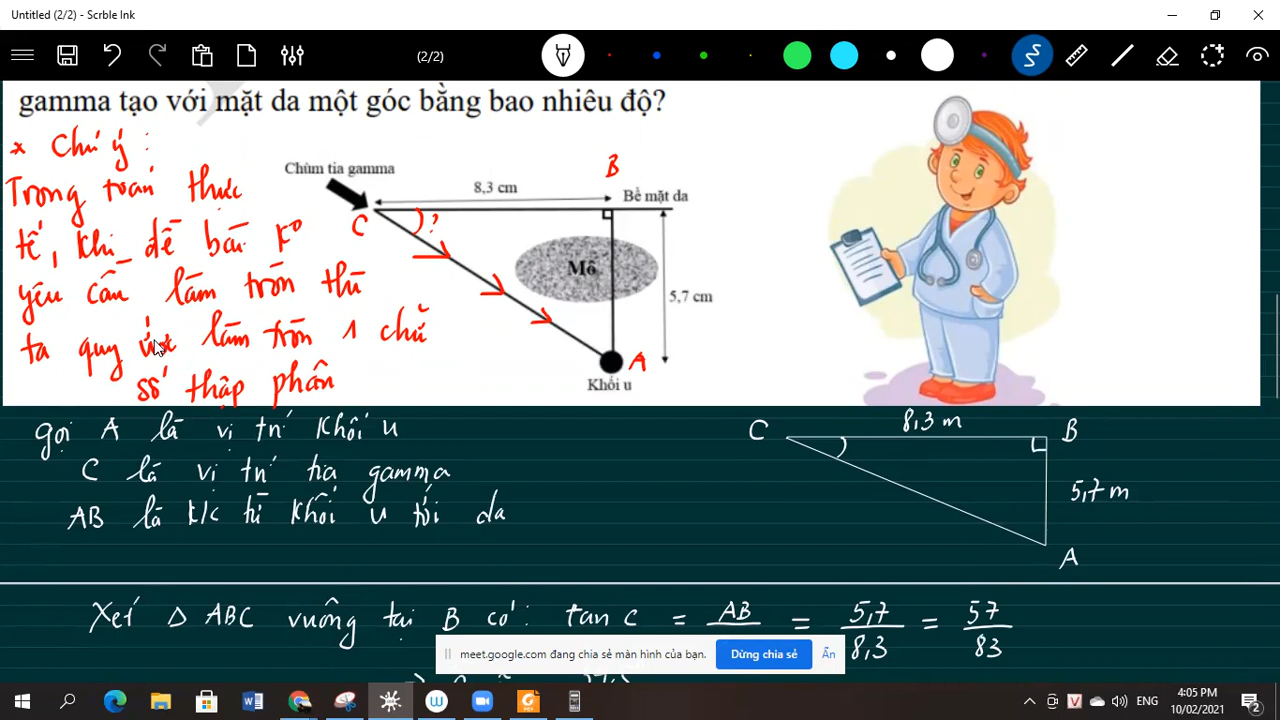 Untitled (2/2) - Scrble Ink
(2/2)
gamma tạo với mặt da một góc bằng bao nhiêu độ?
* Chú ý :
Trong toán thực
tế, khi đề bài ko
yêu cầu làm tròn thì
ta quy ước làm tròn 1 chữ
số thập phân
Chùm tia gamma
8,3 cm
B
Bề mặt da
C
?
Mô
5,7 cm
A
Khối u
gọi A là vị trí khối u
C là vị trí tia gamma
AB là k/c từ khối u tới da
C
8,3 m
B
5,7 m
A
Xét Δ ABC vuông tại B có: tan C = AB = 5,7/8,3 = 57/83
meet.google.com đang chia sẻ màn hình của bạn.
Dừng chia sẻ
Ẩn
ENG
4:05 PM
10/02/2021
2